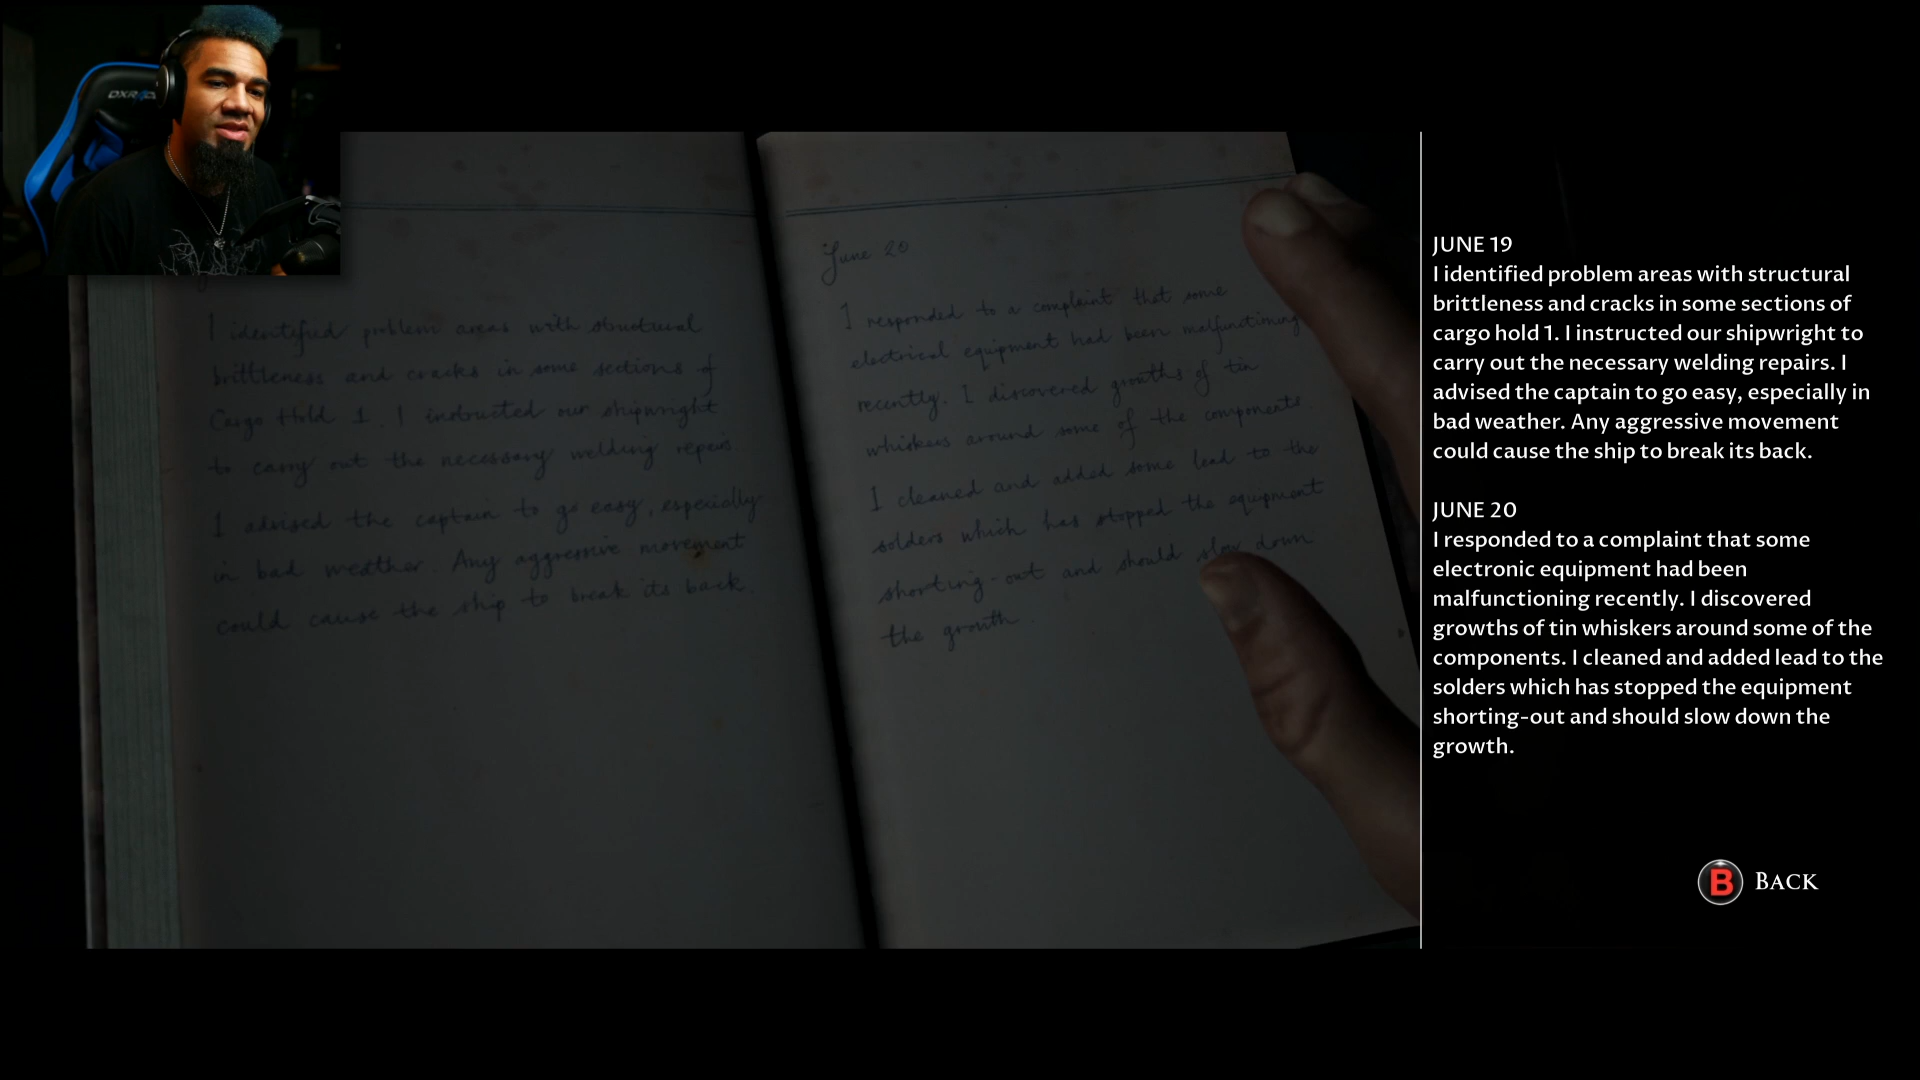 DXRACER
I identified problem areas with structural
brittleness and cracks in some sections of
Cargo Hold 1. I instructed our shipwright
to carry out the necessary welding repairs
I advised the captain to go easy, especially
in bad weather. Any aggressive movement
could cause the ship to break its back.
June 20
I responded to a complaint that some
electrical equipment had been malfunctioning
recently. I discovered growths of tin
whiskers around some of the components
I cleaned and added some lead to the
solders which has stopped the equipment
shorting-out and should slow down
the growth.
JUNE 19
I identified problem areas with structural
brittleness and cracks in some sections of
cargo hold 1. I instructed our shipwright to
carry out the necessary welding repairs. I
advised the captain to go easy, especially in
bad weather. Any aggressive movement
could cause the ship to break its back.
JUNE 20
I responded to a complaint that some
electronic equipment had been
malfunctioning recently. I discovered
growths of tin whiskers around some of the
components. I cleaned and added lead to the
solders which has stopped the equipment
shorting-out and should slow down the
growth.
B BACK